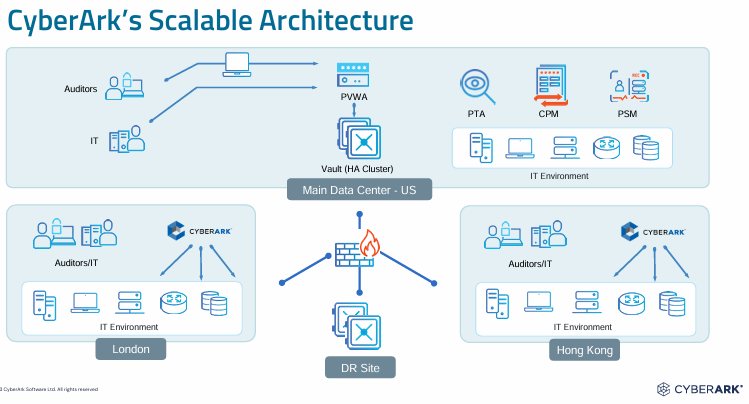 CyberArk's Scalable Architecture
Auditors
IT
PVWA
Vault (HA Cluster)
PTA
CPM
PSM
REC
IT Environment
Main Data Center - US
Auditors/IT
CYBERARK
IT Environment
London
DR Site
Auditors/IT
CYBERARK
IT Environment
Hong Kong
CyberArk Software Ltd. All rights reserved
CYBERARK